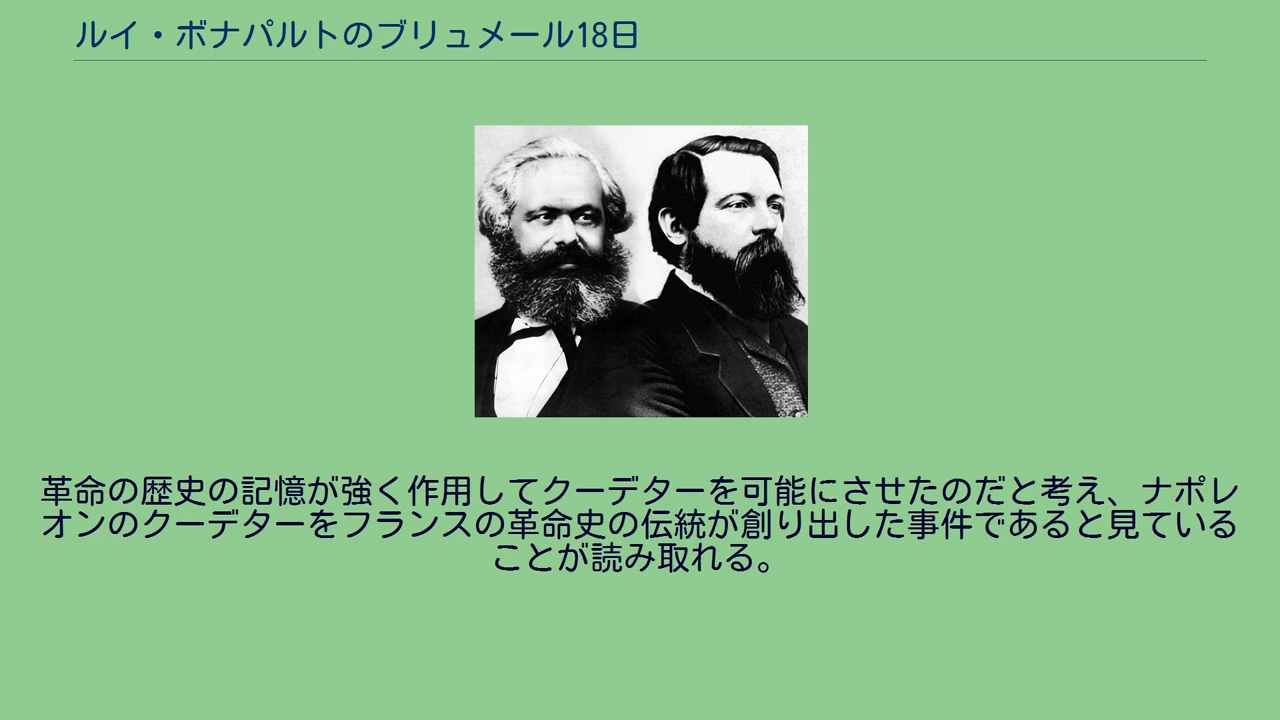 ルイ・ボナパルトのブリュメール18日
革命の歴史の記憶が強く作用してクーデターを可能にさせたのだと考え、ナポレ
オンのクーデターをフランスの革命史の伝統が創り出した事件であると見ている
ことが読み取れる。